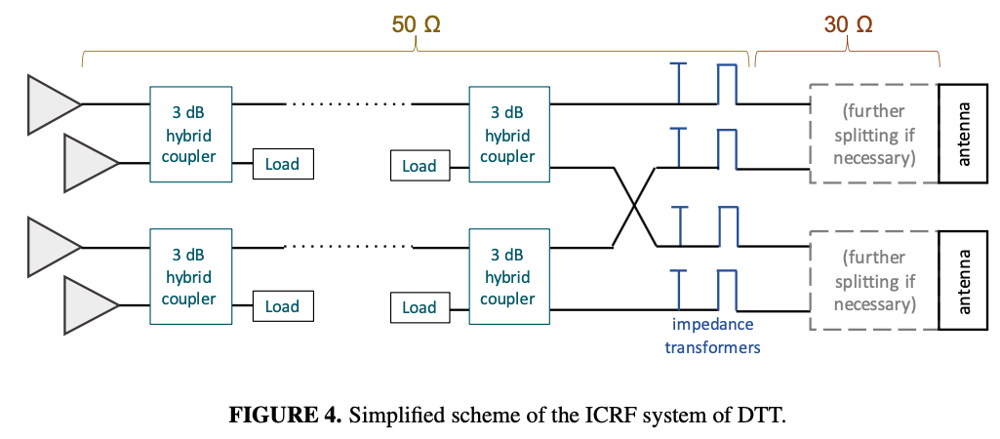 50 Ω
30 Ω
3 dB
hybrid
coupler
Load
Load
3 dB
hybrid
coupler
(further
splitting if
necessary)
antenna
3 dB
hybrid
coupler
Load
Load
3 dB
hybrid
coupler
(further
splitting if
necessary)
antenna
impedance
transformers
FIGURE 4. Simplified scheme of the ICRF system of DTT.